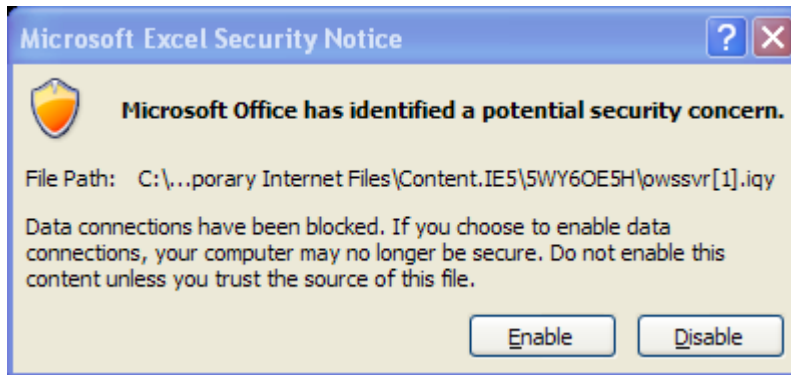 Microsoft Excel Security Notice
Microsoft Office has identified a potential security concern.
File Path: C:\...porary Internet Files\Content.IE5\5WY6OE5H\owssvr[1].iqy
Data connections have been blocked. If you choose to enable data
connections, your computer may no longer be secure. Do not enable this
content unless you trust the source of this file.
Enable Disable